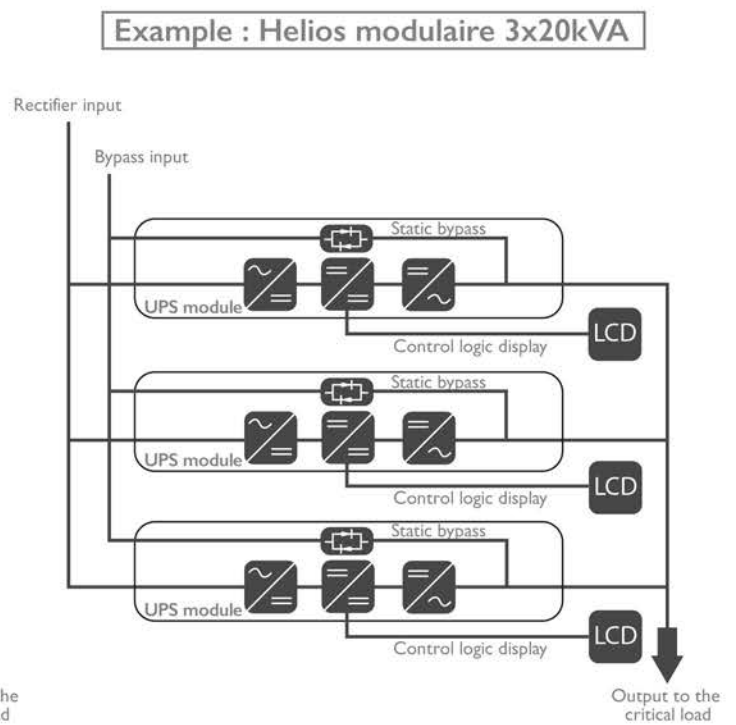 Example : Helios modulaire 3x20kVA
Rectifier input
Bypass input
Static bypass
UPS module
LCD
Control logic display
Static bypass
UPS module
LCD
Control logic display
Static bypass
UPS module
LCD
Control logic display
he
d
Output to the
critical load